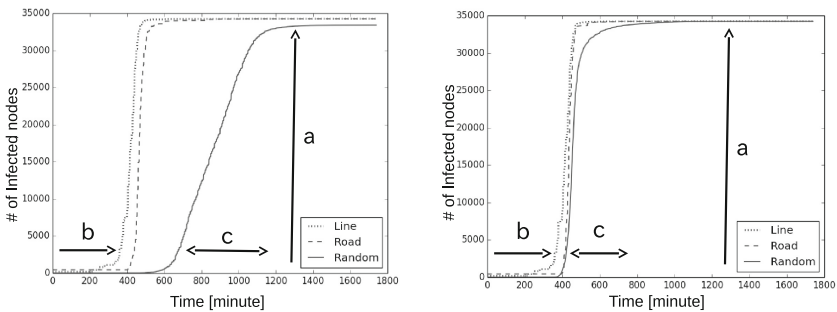 35000
30000
25000
20000
15000
10000
5000
0
# of Infected nodes
0 200 400 600 800 1000 1200 1400 1600 1800
Time [minute]
a
b
c
Line
Road
Random
35000
30000
25000
20000
15000
10000
5000
0
# of Infected nodes
0 200 400 600 800 1000 1200 1400 1600 1800
Time [minute]
a
b
c
Line
Road
Random